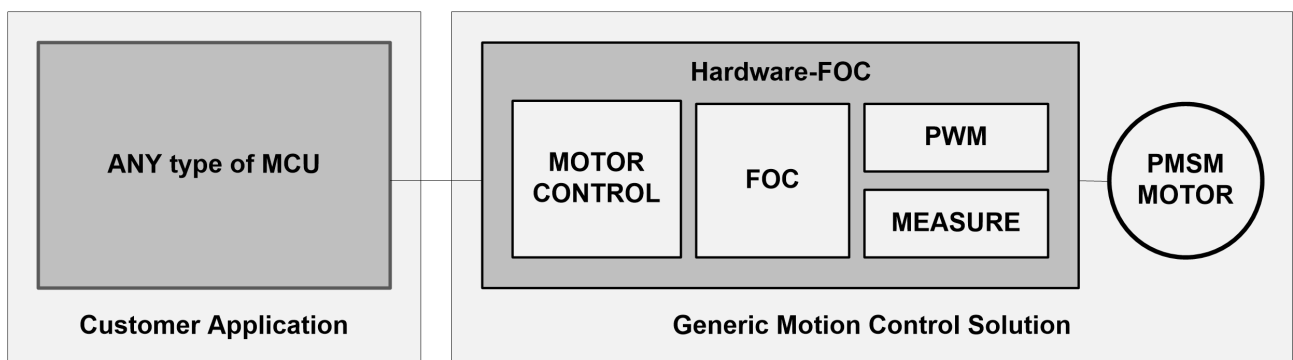 Hardware-FOC
ANY type of MCU
MOTOR
CONTROL
FOC
PWM
MEASURE
PMSM
MOTOR
Customer Application
Generic Motion Control Solution